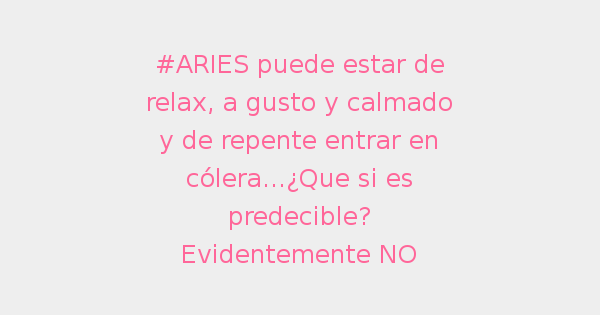 #ARIES puede estar de
relax, a gusto y calmado
y de repente entrar en
cólera...¿Que si es
predecible?
Evidentemente NO